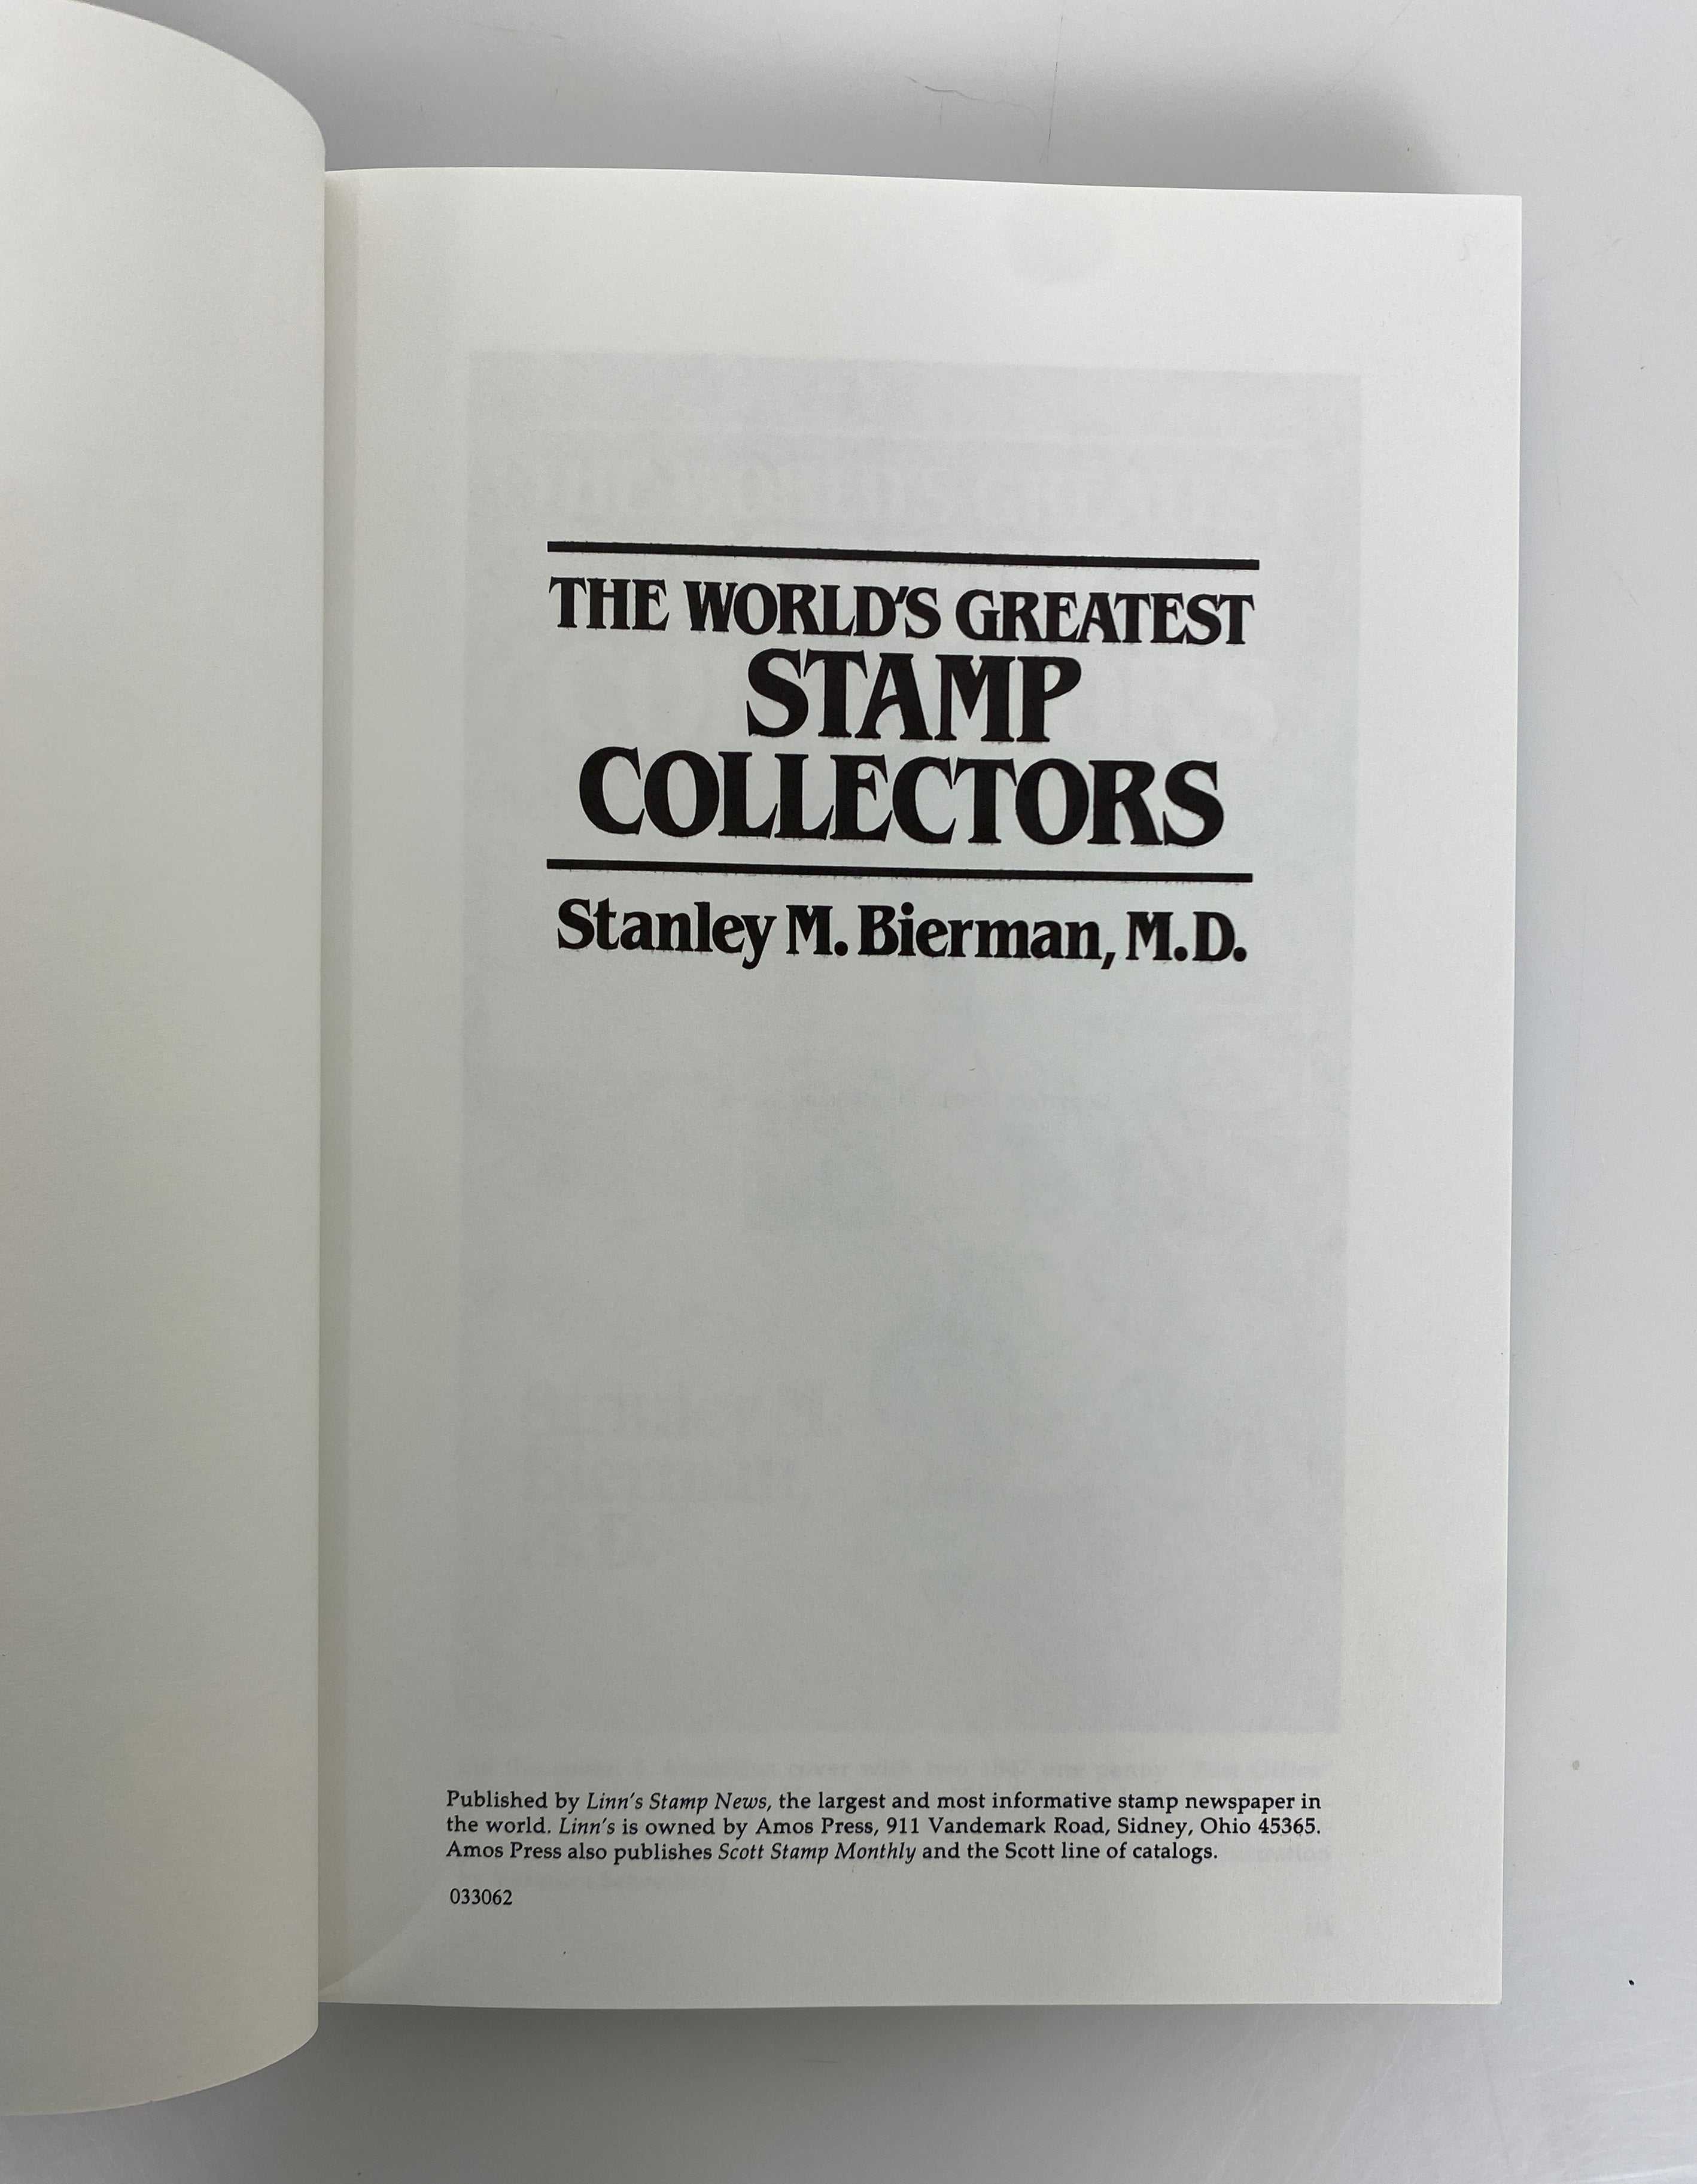 THE WORLD'S GREATEST
STAMP
COLLECTORS
Stanley M. Bierman, M.D.
Published by Linn's Stamp News, the largest and most informative stamp newspaper in
the world. Linn's is owned by Amos Press, 911 Vandemark Road, Sidney, Ohio 45365.
Amos Press also publishes Scott Stamp Monthly and the Scott line of catalogs.
033062